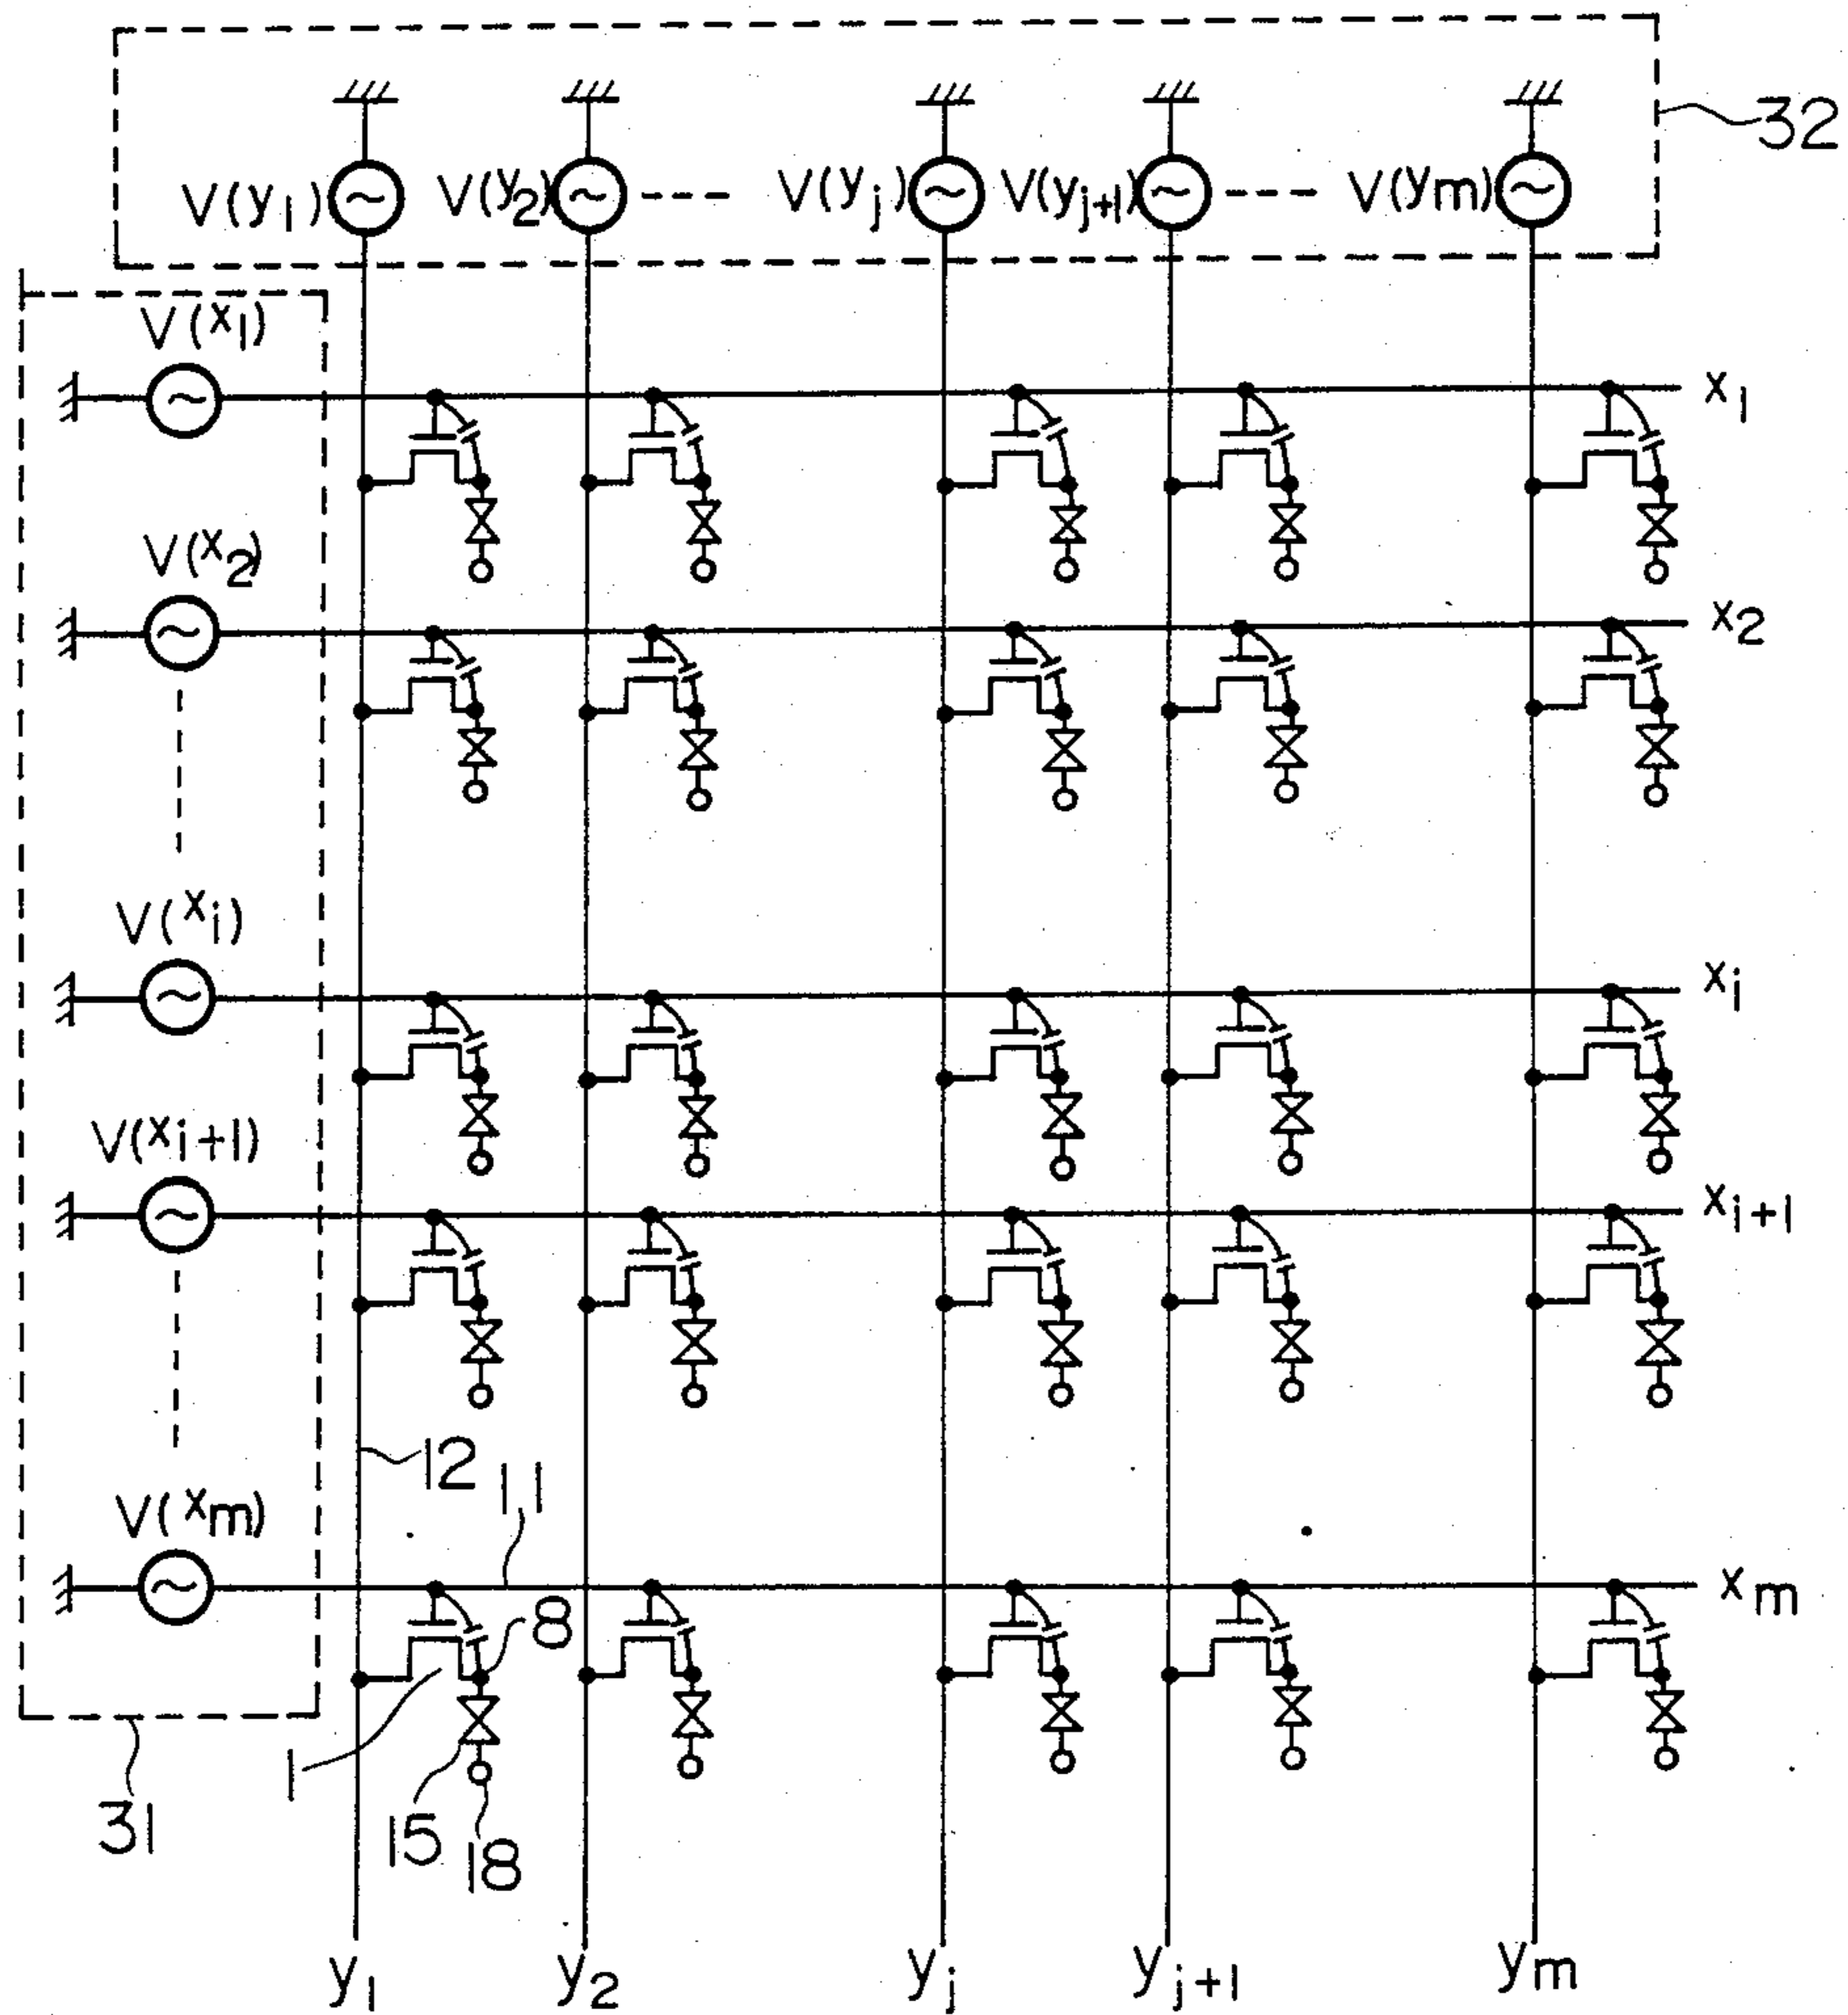 32
V(y1) V(y2) V(yj) V(yj+1) V(ym)
V(x1)
x1
V(x2)
x2
V(xi)
xi
V(xi+1)
xi+1
12
11
V(xm)
xm
8
1
15
18
31
y1 y2 yj yj+1 ym